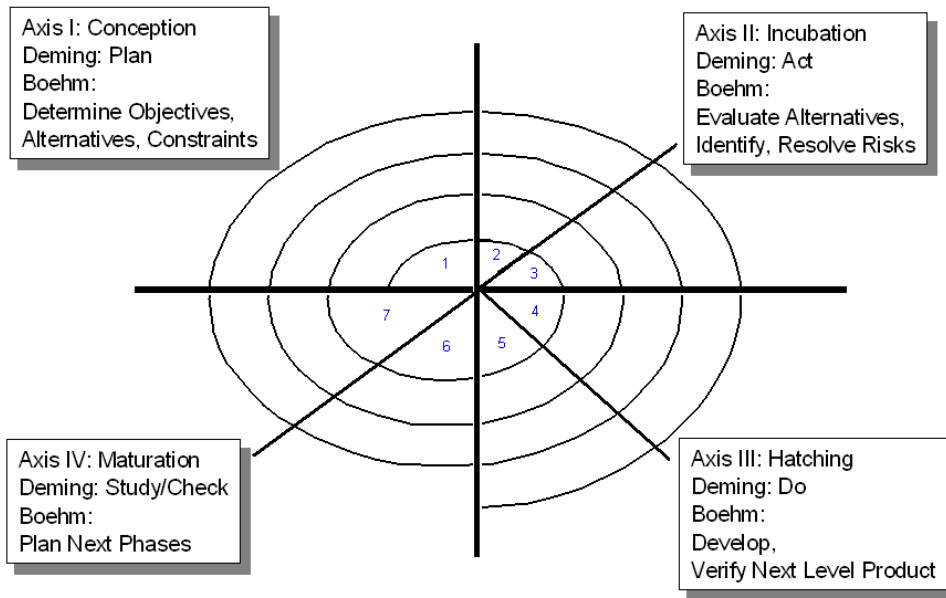 Axis I: Conception
Deming: Plan
Boehm:
Determine Objectives,
Alternatives, Constraints
Axis II: Incubation
Deming: Act
Boehm:
Evaluate Alternatives,
Identify, Resolve Risks
1
2
3
4
5
6
7
Axis IV: Maturation
Deming: Study/Check
Boehm:
Plan Next Phases
Axis III: Hatching
Deming: Do
Boehm:
Develop,
Verify Next Level Product